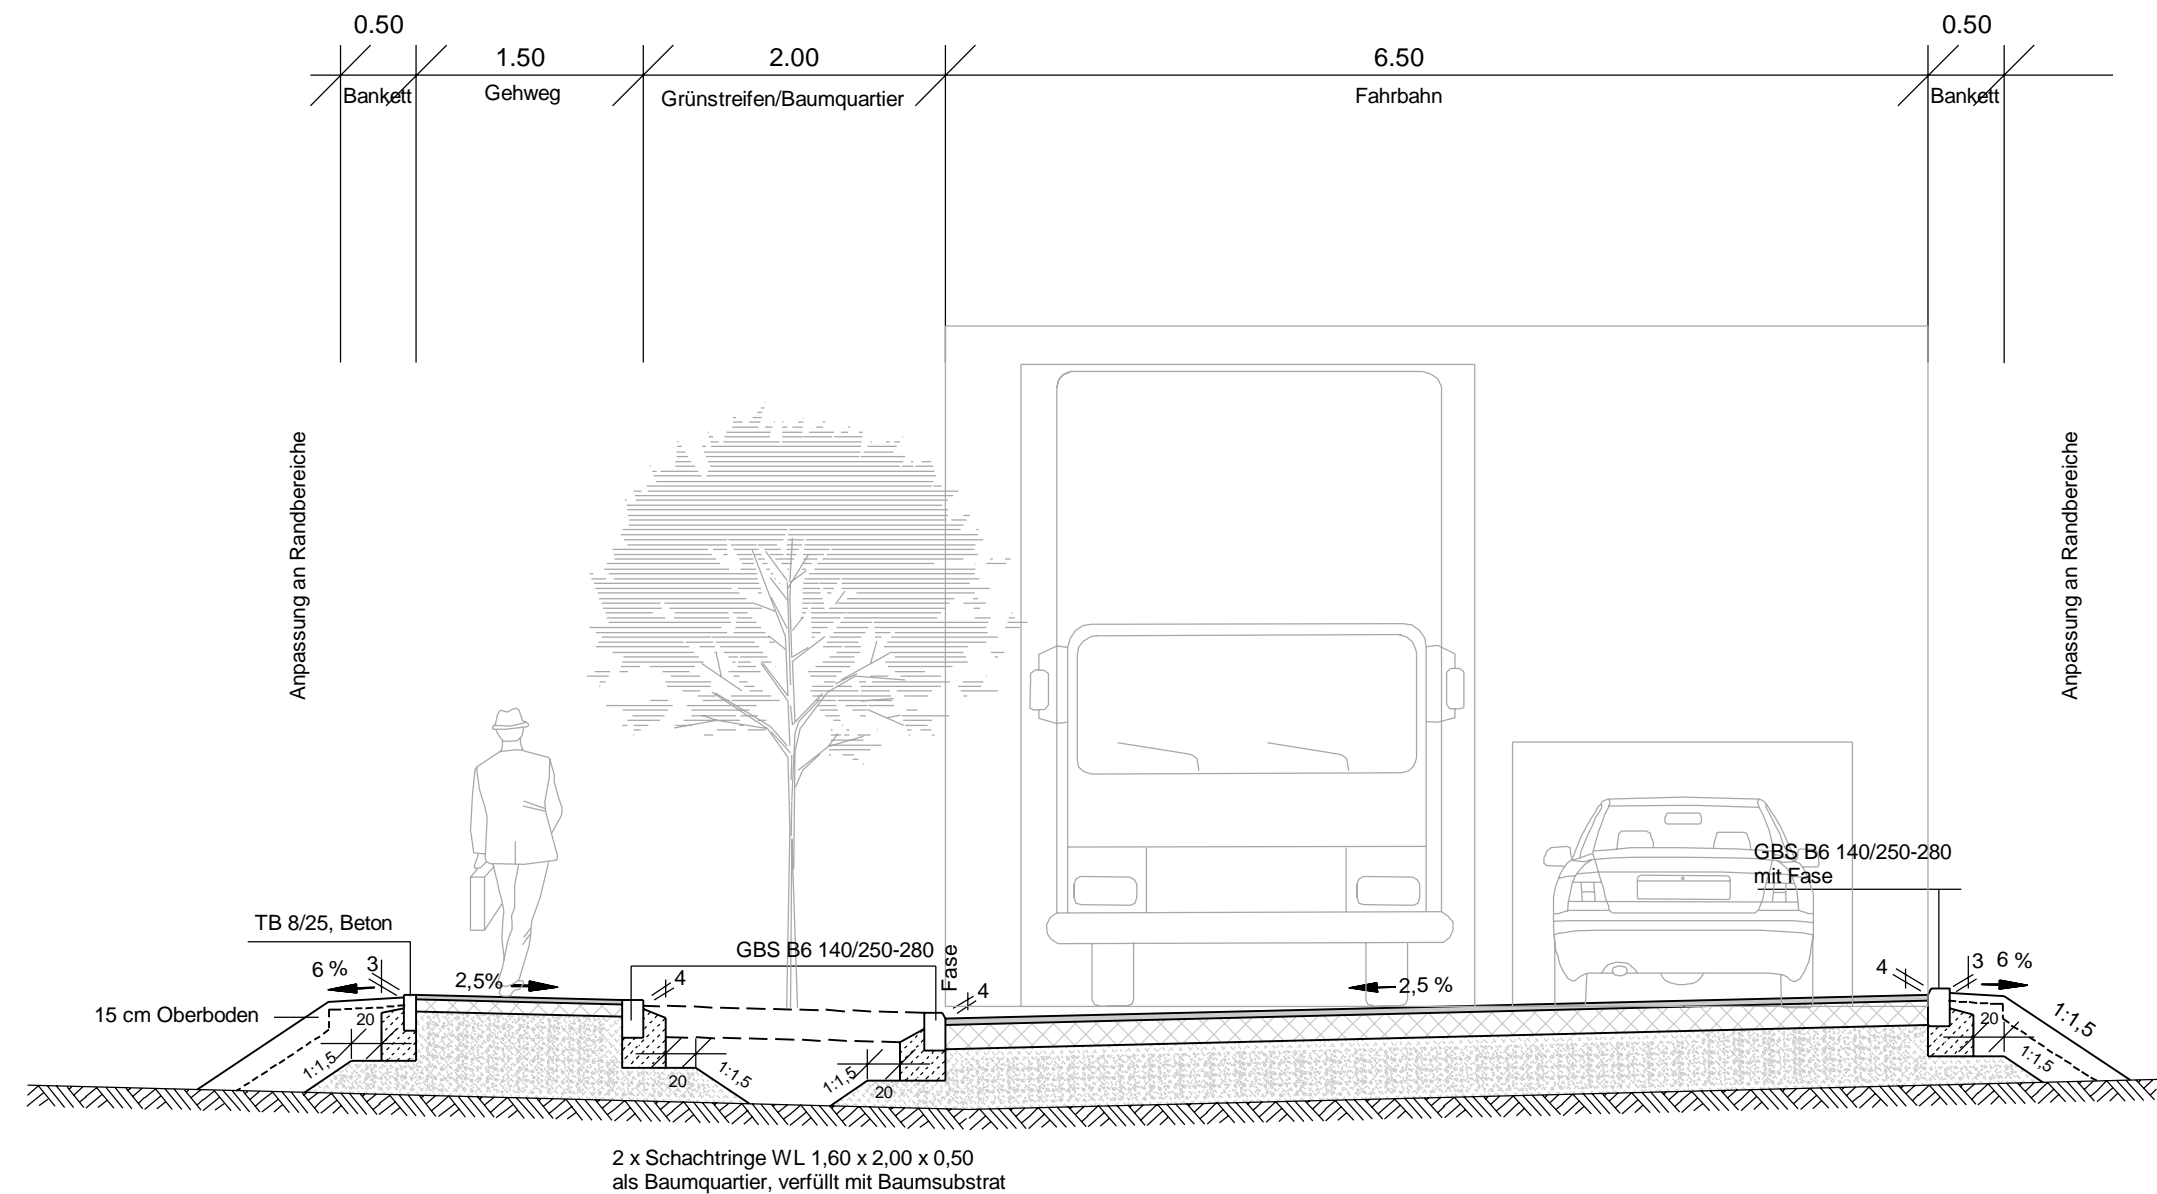 0.50
0.50
1.50
2.00
6.50
Bankett
Gehweg
Grünstreifen/Baumquartier
Fahrbahn
Bankett
Anpassung an Randbereiche
Anpassung an Randbereiche
GBS B6 140/250-280
mit Fase
TB 8/25, Beton
GBS B6 140/250-280
Fase
6 %
3
2,5%
4
4
2,5 %
4
3
6 %
15 cm Oberboden
20
1:1,5
20
1:1,5
1:1,5
20
20
1:1,5
1:1,5
2 x Schachtringe WL 1,60 x 2,00 x 0,50
als Baumquartier, verfüllt mit Baumsubstrat